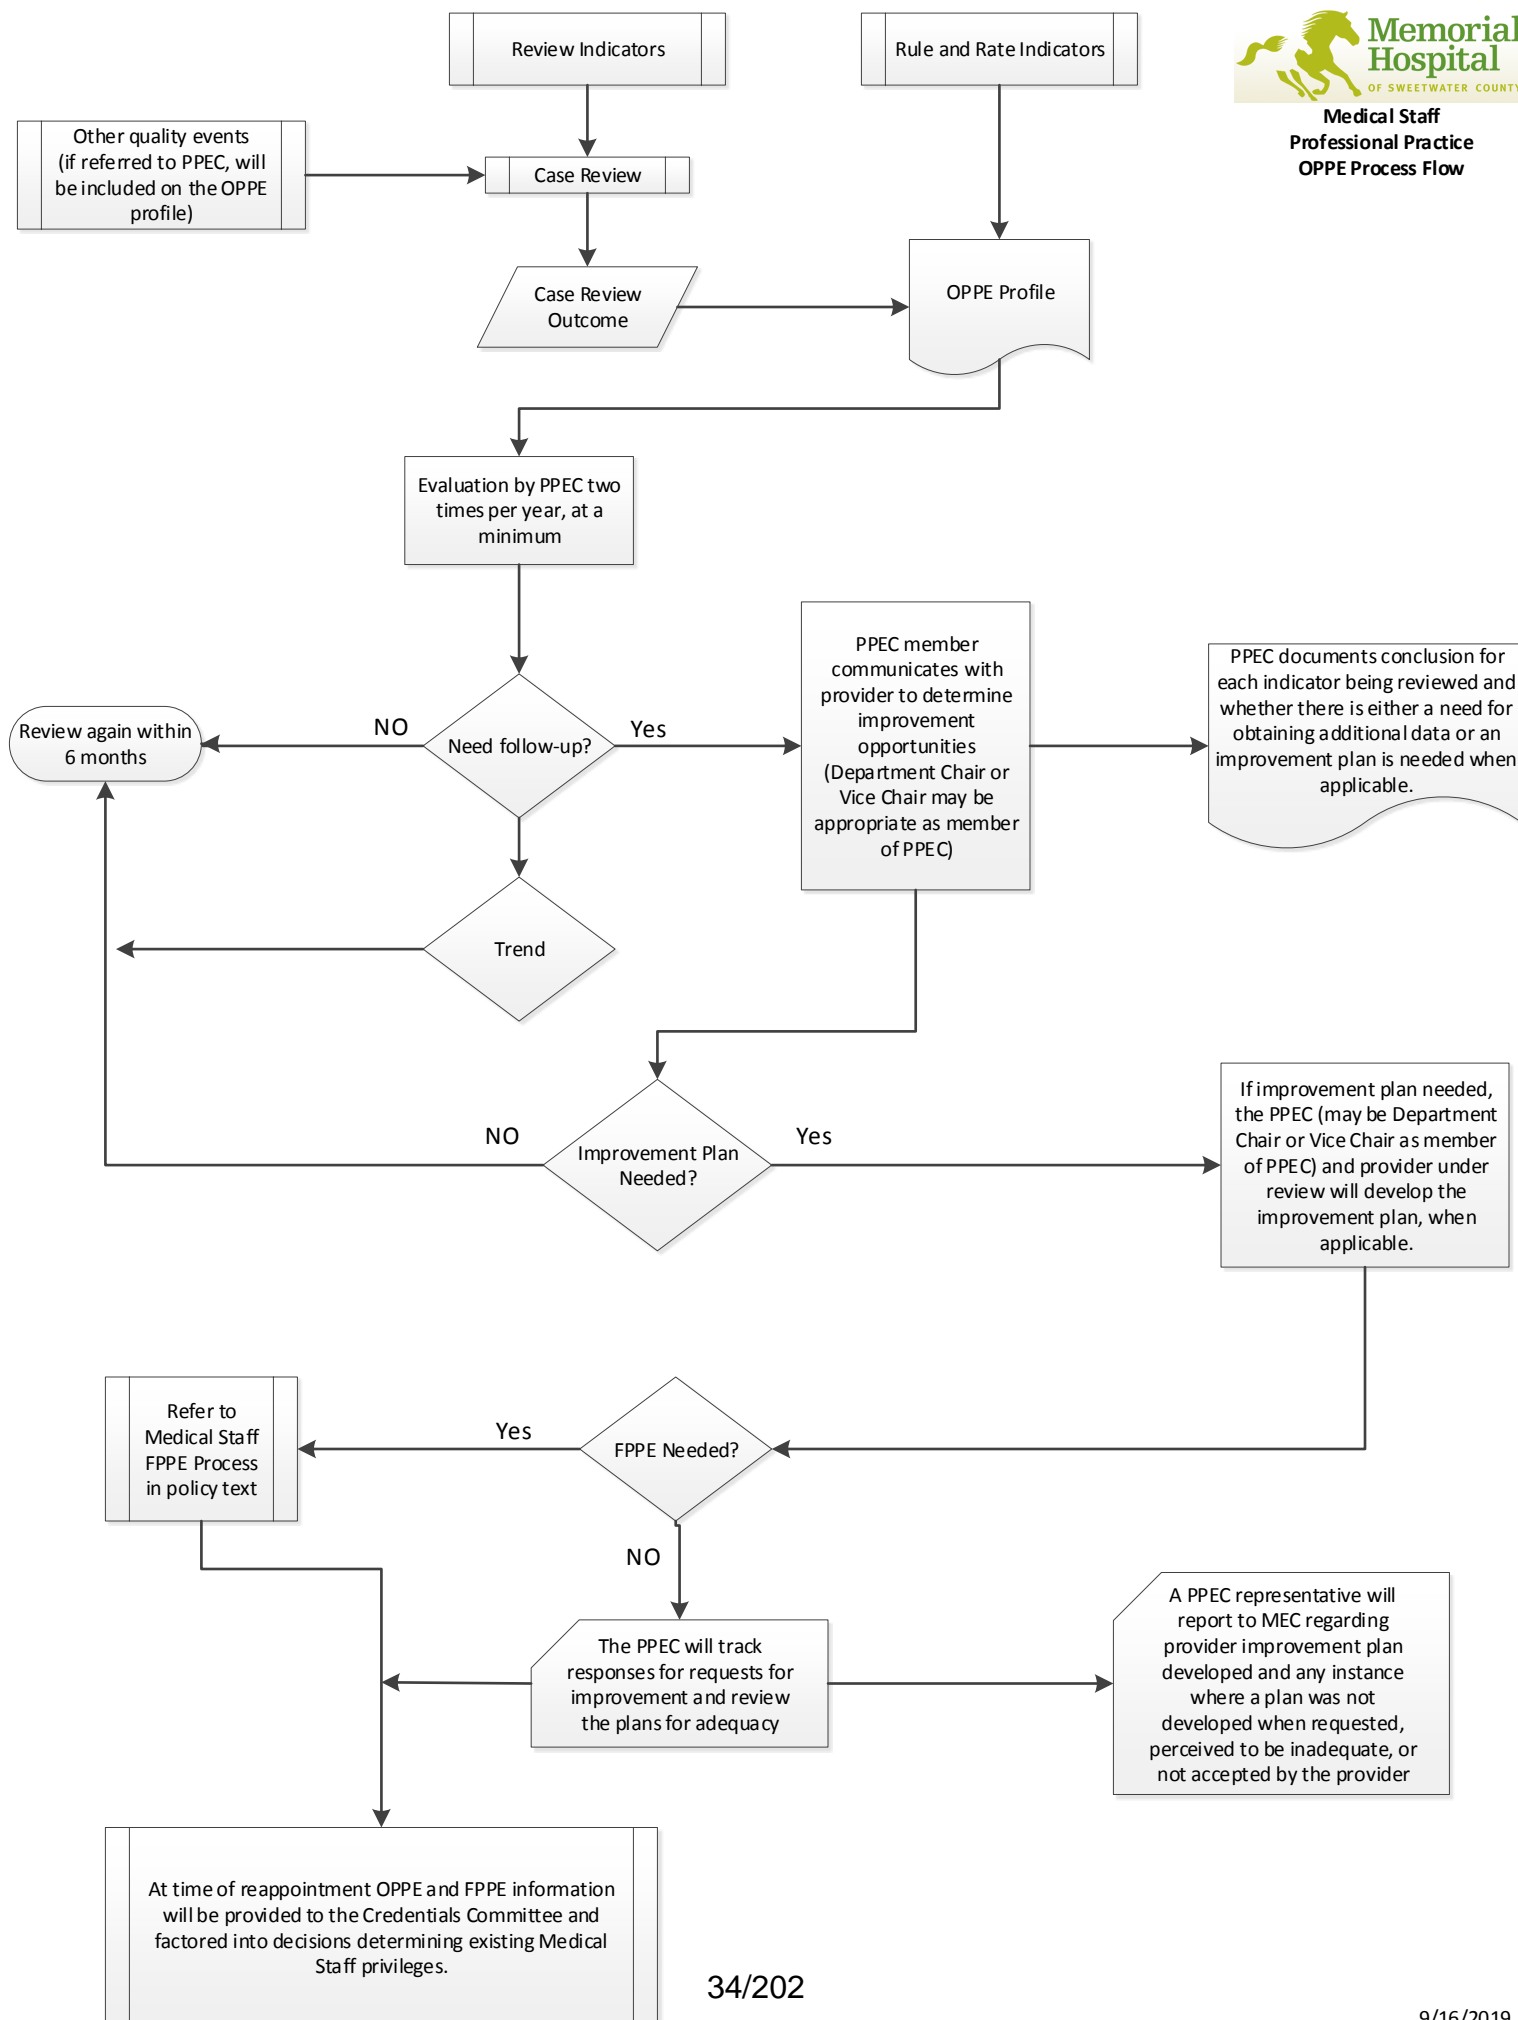 Review Indicators
Rule and Rate Indicators
Memorial
Hospital
OF SWEETWATER COUNTY
Medical Staff
Professional Practice
OPPE Process Flow
Other quality events
(if referred to PPEC, will
be included on the OPPE
profile)
Case Review
Case Review
Outcome
OPPE Profile
Evaluation by PPEC two
times per year, at a
minimum
Need follow-up?
NO
Yes
Review again within
6 months
PPEC member
communicates with
provider to determine
improvement
opportunities
(Department Chair or
Vice Chair may be
appropriate as member
of PPEC)
PPEC documents conclusion for
each indicator being reviewed and
whether there is either a need for
obtaining additional data or an
improvement plan is needed when
applicable.
Trend
Improvement Plan
Needed?
NO
Yes
If improvement plan needed,
the PPEC (may be Department
Chair or Vice Chair as member
of PPEC) and provider under
review will develop the
improvement plan, when
applicable.
FPPE Needed?
Yes
NO
Refer to
Medical Staff
FPPE Process
in policy text
The PPEC will track
responses for requests for
improvement and review
the plans for adequacy
A PPEC representative will
report to MEC regarding
provider improvement plan
developed and any instance
where a plan was not
developed when requested,
perceived to be inadequate, or
not accepted by the provider
At time of reappointment OPPE and FPPE information
will be provided to the Credentials Committee and
factored into decisions determining existing Medical
Staff privileges.
34/202
9/16/2019